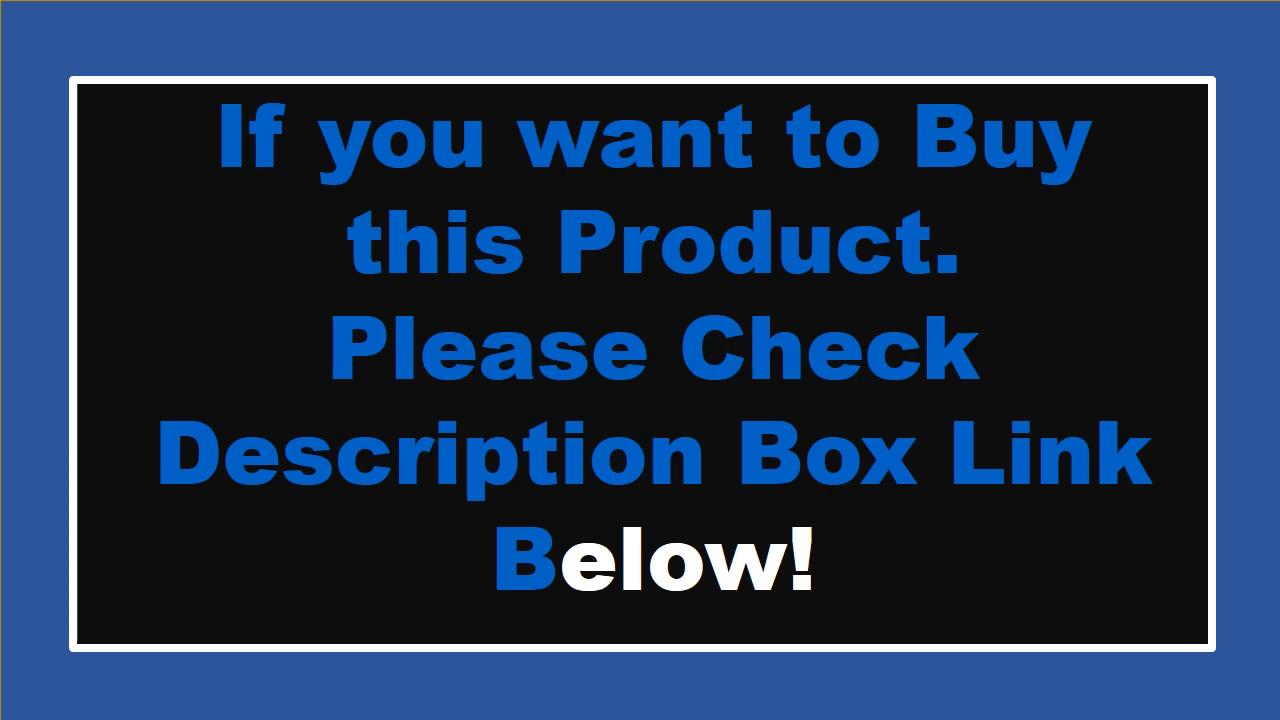 If you want to Buy
this Product.
Please Check
Description Box Link
Below!